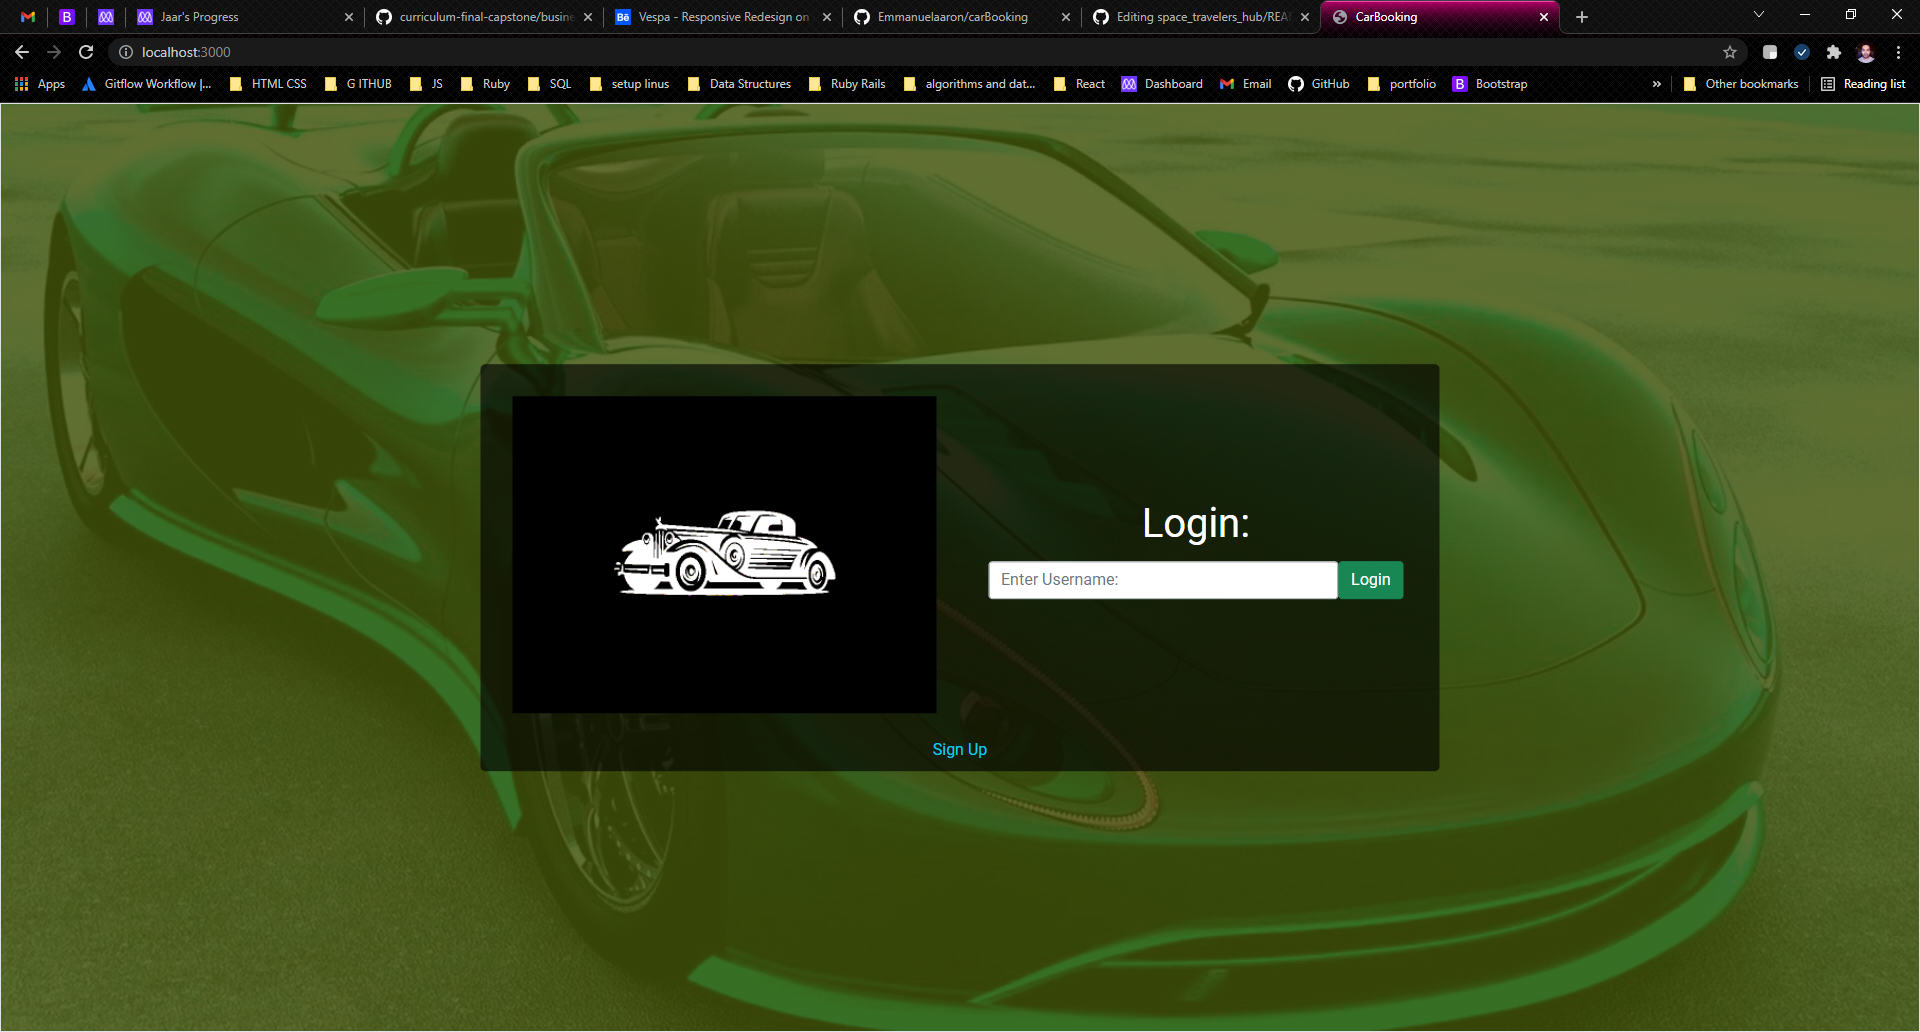 Jaar's Progress
curriculum-final-capstone/busine
Vespa - Responsive Redesign on
Emmanuelaaron/carBooking
Editing space_travelers_hub/REA
CarBooking
localhost:3000
Apps
Gitflow Workflow |...
HTML CSS
G ITHUB
JS
Ruby
SQL
setup linus
Data Structures
Ruby Rails
algorithms and dat...
React
Dashboard
Email
GitHub
portfolio
Bootstrap
Other bookmarks
Reading list
Login:
Enter Username:
Login
Sign Up